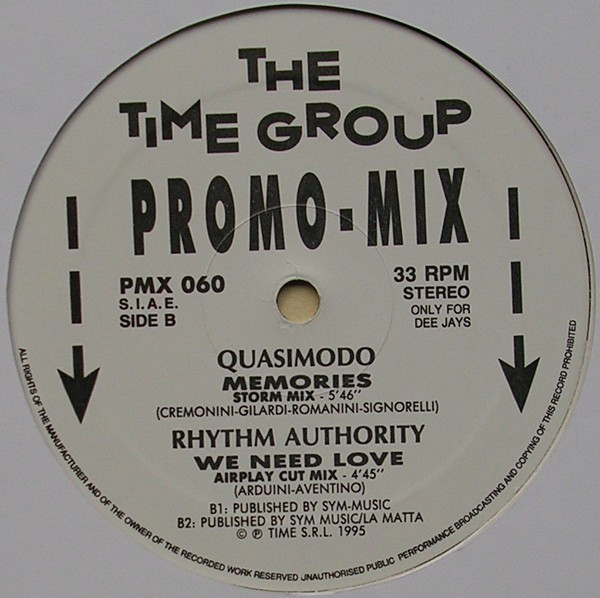 THE
TIME GROUP
PROMO-MIX
PMX 060
S.I.A.E.
SIDE B
33 RPM
STEREO
ONLY FOR
DEE JAYS
QUASIMODO
MEMORIES
STORM MIX - 5'46''
(CREMONINI-GILARDI-ROMANINI-SIGNORELLI)
RHYTHM AUTHORITY
WE NEED LOVE
AIRPLAY CUT MIX - 4'45''
(ARDUINI-AVENTINO)
B1: PUBLISHED BY SYM-MUSIC
B2: PUBLISHED BY SYM MUSIC/LA MATTA
© ℗ TIME S.R.L. 1995
ALL RIGHTS OF THE MANUFACTURER AND OF THE OWNER OF THE RECORDED WORK RESERVED JNAUTHORISED PUBLIC PERFORMANCE BROADCASTING AND COPYING OF THIS RECORD PROHIBITED